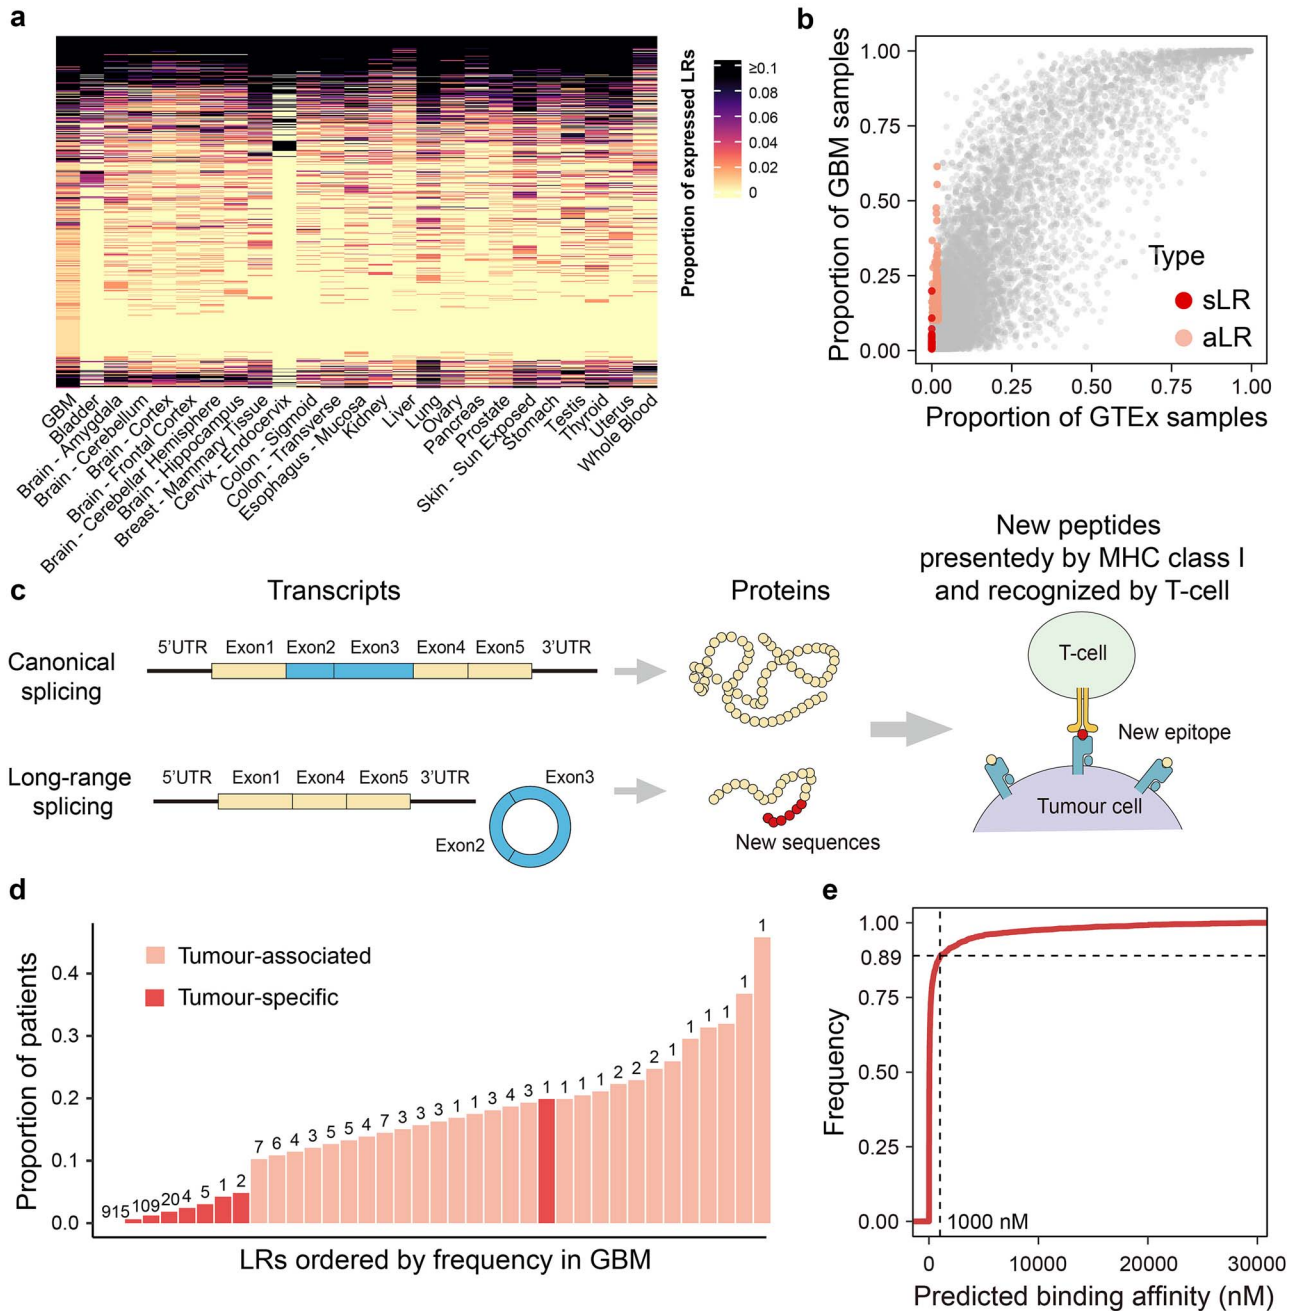 a
≥0.1
0.08
0.06
0.04
0.02
0
Proportion of expressed LRs
GBM
Bladder
Brain - Amygdala
Brain - Cerebellum
Brain - Cortex
Brain - Frontal Cortex
Brain - Cerebellar Hemisphere
Brain - Hippocampus
Breast - Mammary Tissue
Cervix - Endocervix
Colon - Sigmoid
Colon - Transverse
Esophagus - Mucosa
Kidney
Liver
Lung
Ovary
Pancreas
Prostate
Skin - Sun Exposed
Stomach
Testis
Thyroid
Uterus
Whole Blood
b
Proportion of GBM samples
1.00
0.75
0.50
0.25
0.00
Type
sLR
aLR
0.00 0.25 0.50 0.75 1.00
Proportion of GTEx samples
c
Transcripts
Proteins
New peptides
presentedy by MHC class I
and recognized by T-cell
Canonical
splicing
5’UTR Exon1 Exon2 Exon3 Exon4 Exon5 3’UTR
T-cell
New epitope
Tumour cell
Long-range
splicing
5’UTR Exon1 Exon4 Exon5 3’UTR
Exon3
Exon2
New sequences
d
Proportion of patients
0.4
0.3
0.2
0.1
0.0
Tumour-associated
Tumour-specific
915 109 20 4 5 1 2 7 6 4 3 5 5 4 7 3 3 3 1 1 3 4 3 1 1 1 1 2 2 2 1 1 1 1 1 1
LRs ordered by frequency in GBM
e
Frequency
1.00
0.89
0.75
0.50
0.25
0.00
1000 nM
0 10000 20000 30000
Predicted binding affinity (nM)